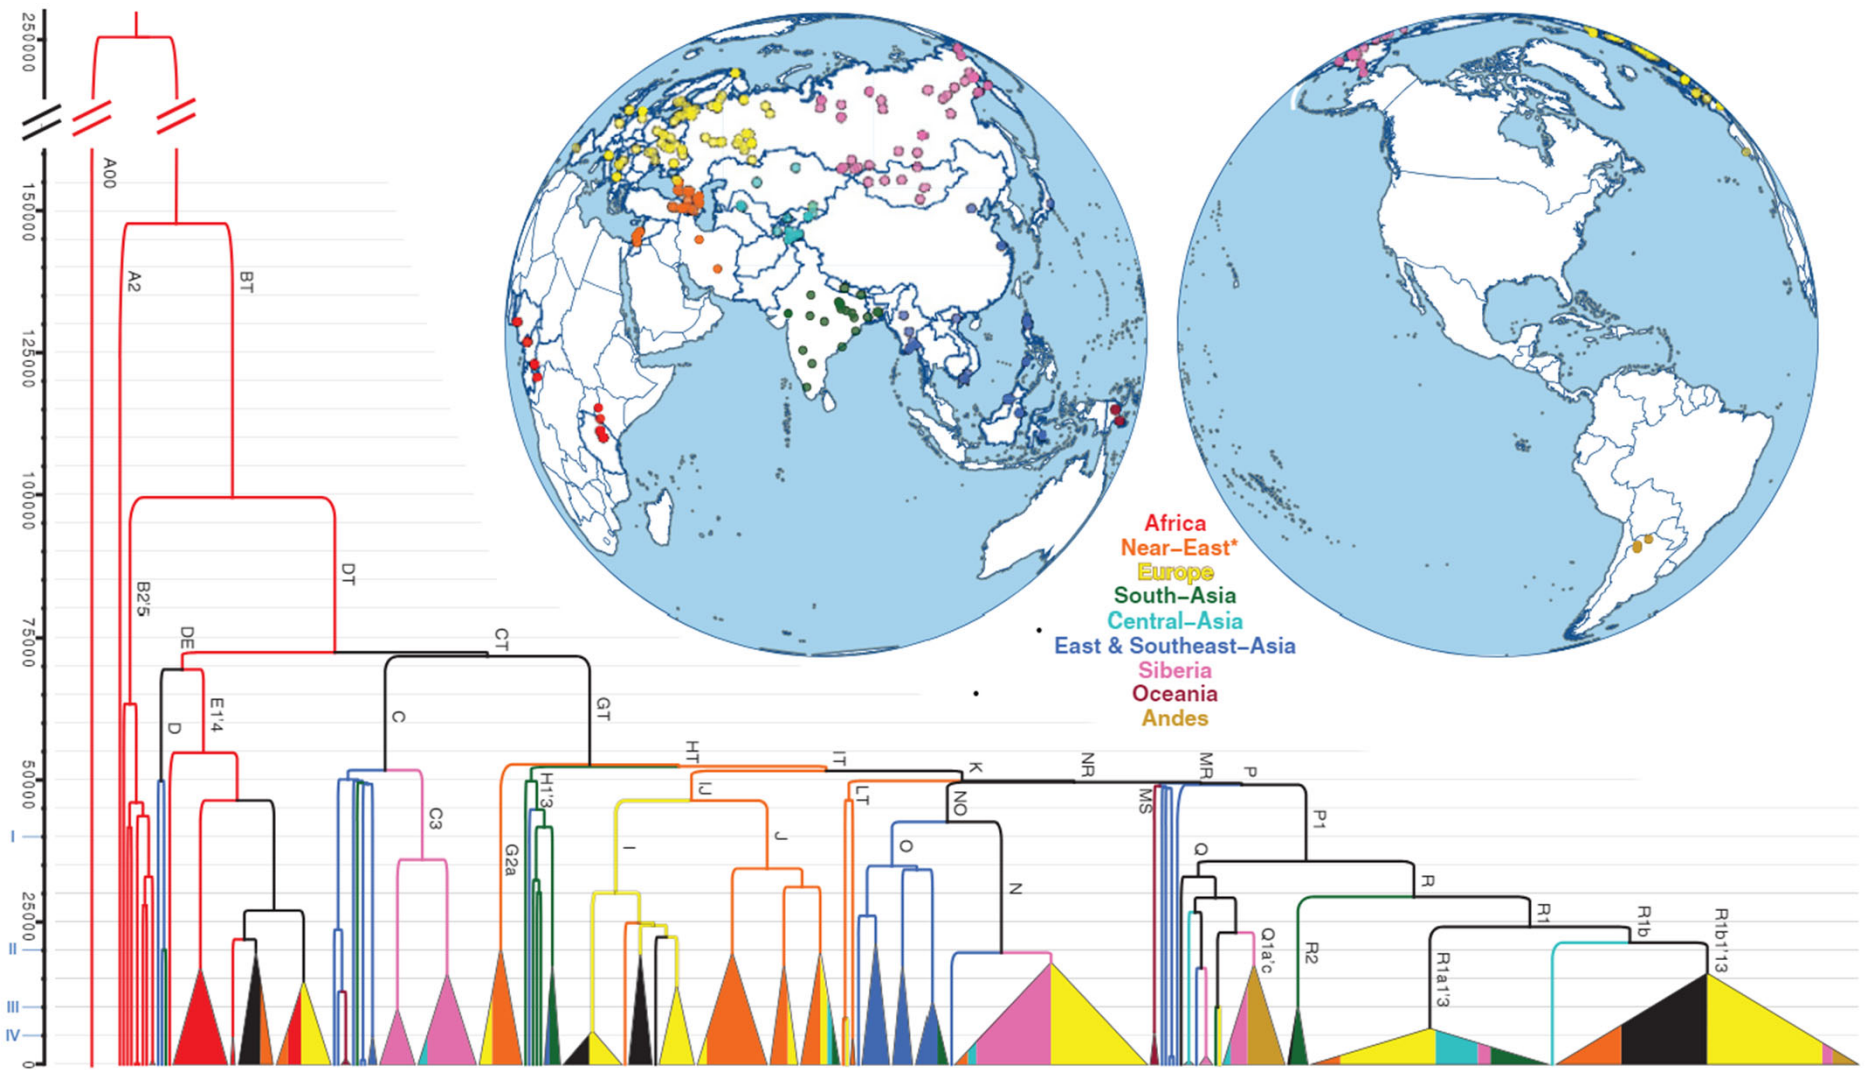 250000
150000
125000
100000
75000
50000
25000
0
I
II
III
IV
A00
A2
BT
B2'5
DT
DE
CT
D
E1'4
C
GT
C3
HT
IT
K
NR
MR
P
H1'3
IJ
LT
NO
MS
P1
G2a
I
J
O
N
Q
R
Q1a'c
R2
R1
R1b
R1b1'13
R1a1'3
Africa
Near–East*
Europe
South–Asia
Central–Asia
East & Southeast–Asia
Siberia
Oceania
Andes